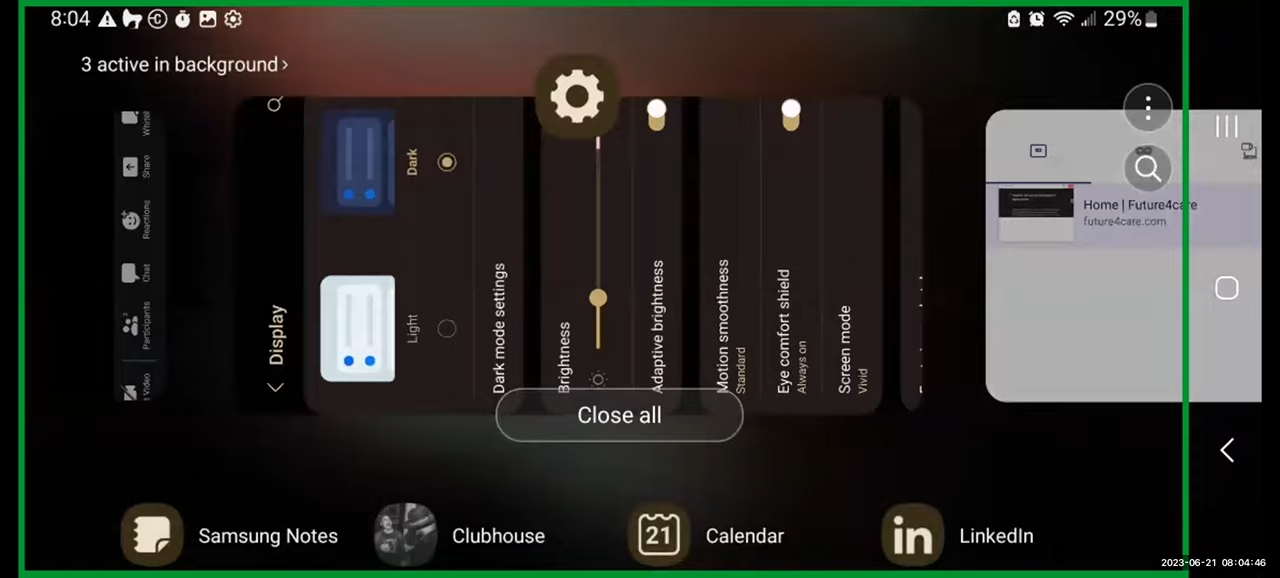 8:04
29%
3 active in background
Share
Reactions
Chat
Participants
Video
Display
Dark
Light
Dark mode settings
Brightness
Adaptive brightness
Motion smoothness
Standard
Eye comfort shield
Always on
Screen mode
Vivid
Home | Future4care
future4care.com
Close all
Samsung Notes
Clubhouse
21
Calendar
in
LinkedIn
2023-06-21 08:04:46